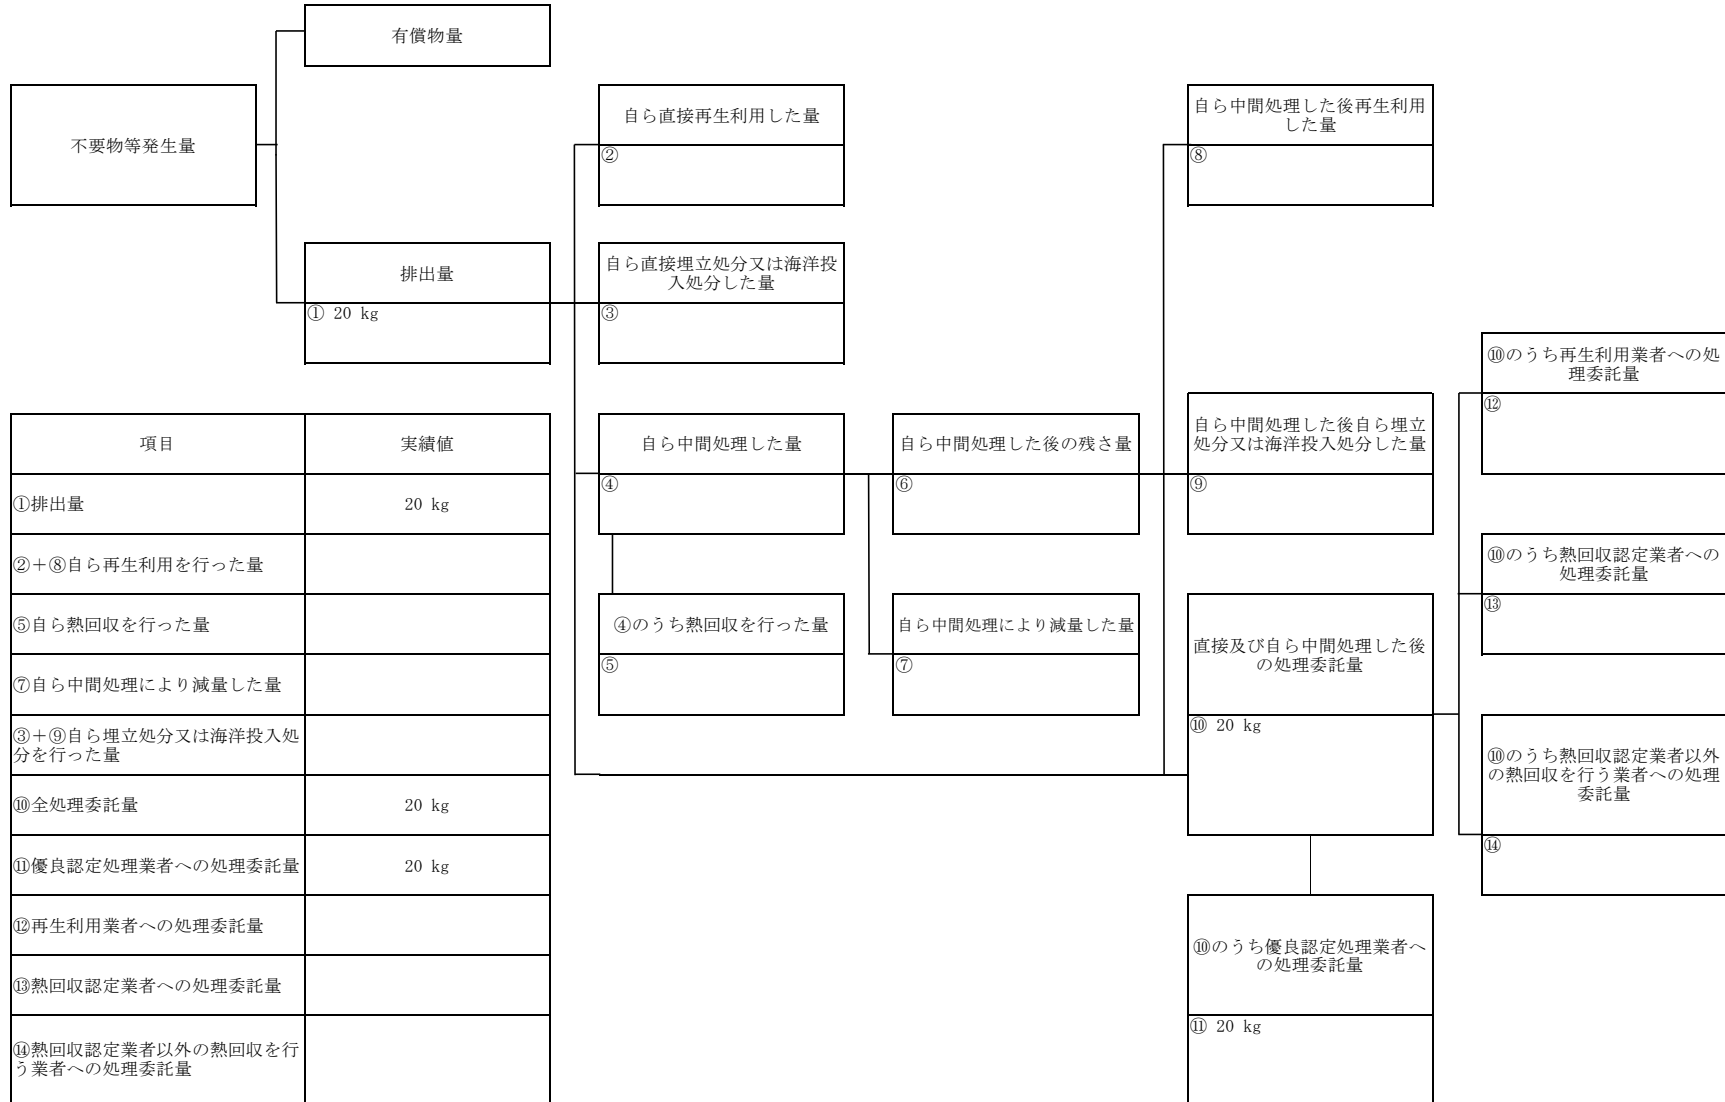 有償物量
不要物等発生量
自ら直接再生利用した量
②
自ら中間処理した後再生利用
した量
⑧
排出量
① 20 kg
自ら直接埋立処分又は海洋投
入処分した量
③
⑩のうち再生利用業者への処
理委託量
⑫
自ら中間処理した量
④
自ら中間処理した後の残さ量
⑥
自ら中間処理した後自ら埋立
処分又は海洋投入処分した量
⑨
⑩のうち熱回収認定業者への
処理委託量
⑬
④のうち熱回収を行った量
⑤
自ら中間処理により減量した量
⑦
直接及び自ら中間処理した後
の処理委託量
⑩ 20 kg
⑩のうち熱回収認定業者以外
の熱回収を行う業者への処理
委託量
⑭
⑩のうち優良認定処理業者へ
の処理委託量
⑪ 20 kg
項目 実績値
①排出量 20 kg
②＋⑧自ら再生利用を行った量
⑤自ら熱回収を行った量
⑦自ら中間処理により減量した量
③＋⑨自ら埋立処分又は海洋投入処
分を行った量
⑩全処理委託量 20 kg
⑪優良認定処理業者への処理委託量 20 kg
⑫再生利用業者への処理委託量
⑬熱回収認定業者への処理委託量
⑭熱回収認定業者以外の熱回収を行
う業者への処理委託量